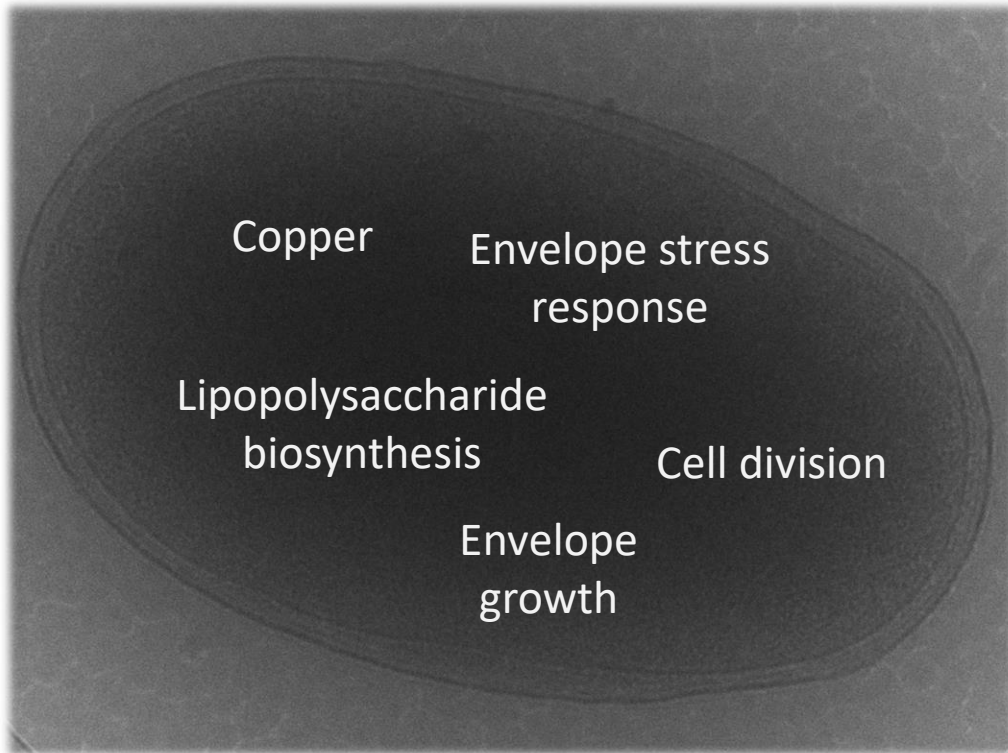 Copper
Envelope stress
response
Lipopolysaccharide
biosynthesis
Cell division
Envelope
growth